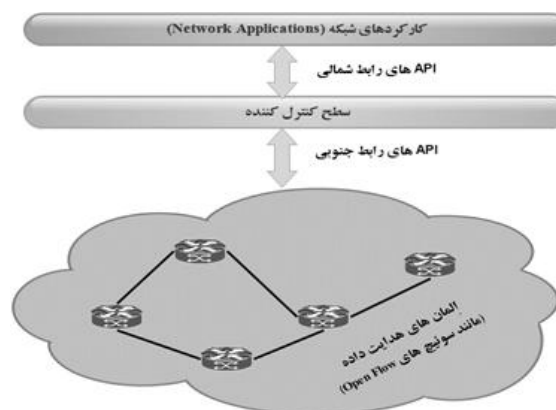 کارکردهای شبکه (Network Applications)
API های رابط شمالی
سطح کنترل کننده
API های رابط جنوبی
المان های هدایت داده
(مانند سوئیچ های Open Flow)